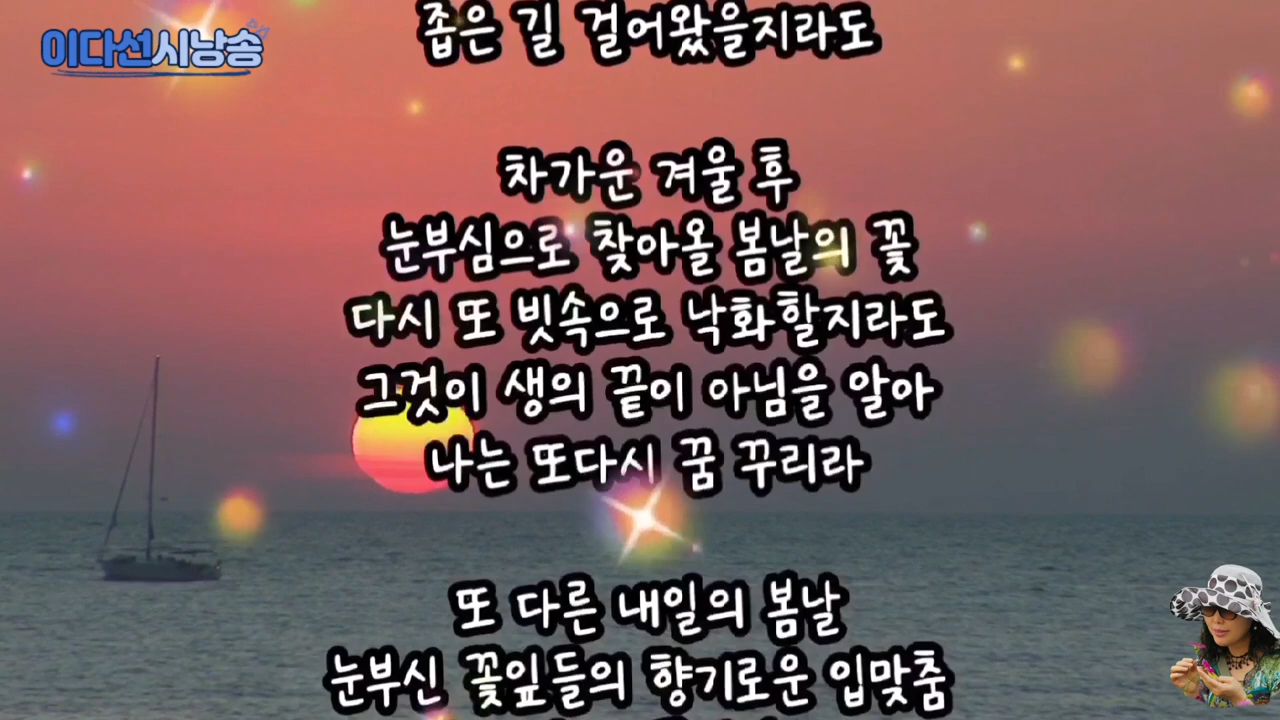 이다선시낭송
좁은 길 걸어왔을지라도
차가운 겨울 후
눈부심으로 찾아올 봄날의 꽃
다시 또 빗속으로 낙화할지라도
그것이 생의 끝이 아님을 알아
나는 또다시 꿈 꾸리라
또 다른 내일의 봄날
눈부신 꽃잎들의 향기로운 입맞춤